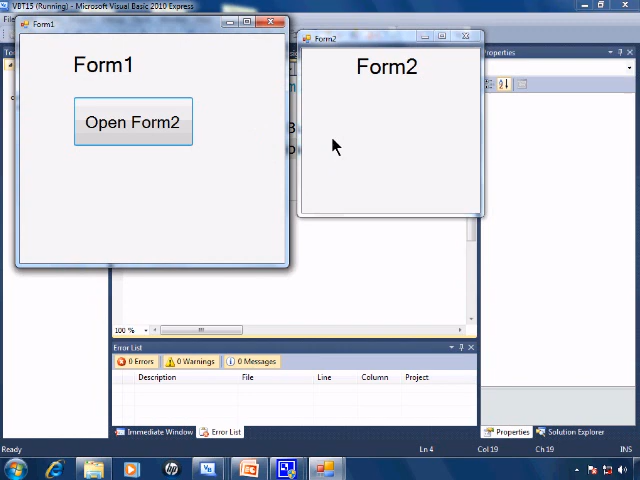 VBT15 (Running) - Microsoft Visual Basic 2010 Express
Form1
Form2
Properties
Form1
Form2
Open Form2
100 %
Error List
0 Errors
0 Warnings
0 Messages
Description
File
Line
Column
Project
Immediate Window
Error List
Properties
Solution Explorer
Ready
Ln 4
Col 19
Ch 19
INS